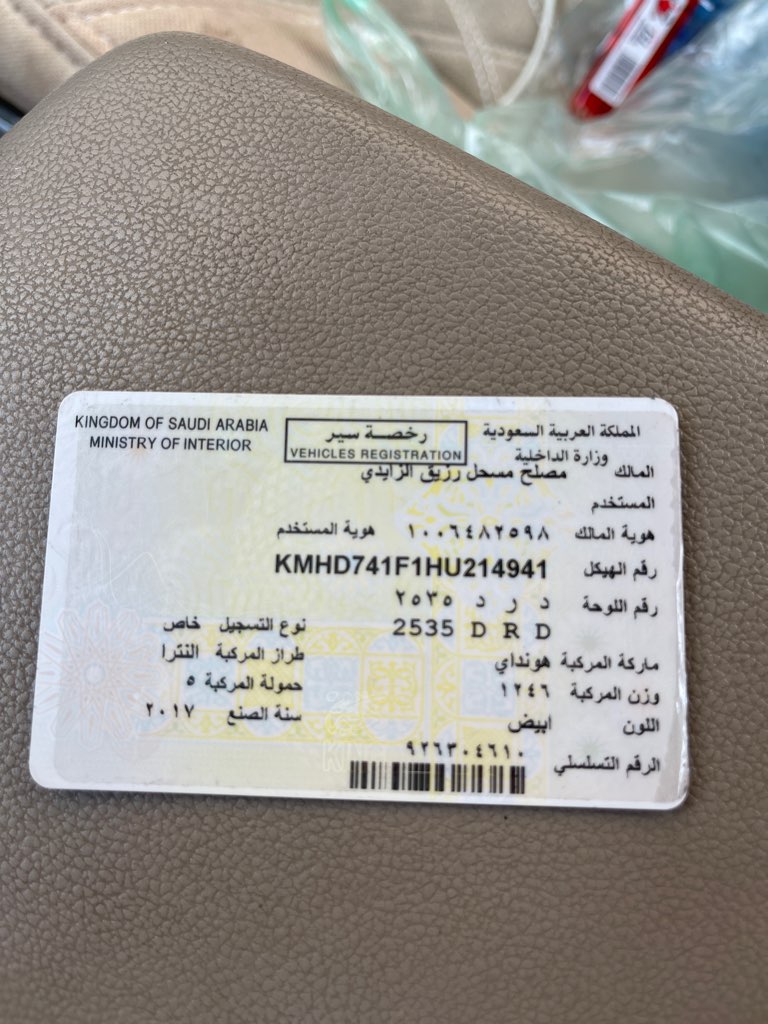 KINGDOM OF SAUDI ARABIA
MINISTRY OF INTERIOR
رخصة سير
VEHICLES REGISTRATION
المملكة العربية السعودية
وزارة الداخلية
المالك مصلح مسحل رزيق الزايدي
المستخدم
هوية المالك ١٠٠٦٤٨٢٥٩٨ هوية المستخدم
رقم الهيكل KMHD741F1HU214941
رقم اللوحة د ر د ٢٥٣٥
2535 D R D
نوع التسجيل خاص
ماركة المركبة هونداي طراز المركبة النترا
وزن المركبة ١٢٤٦ حمولة المركبة ٥
اللون ابيض سنة الصنع ٢٠١٧
الرقم التسلسلي ٩٢٦٣٠٤٦١٠